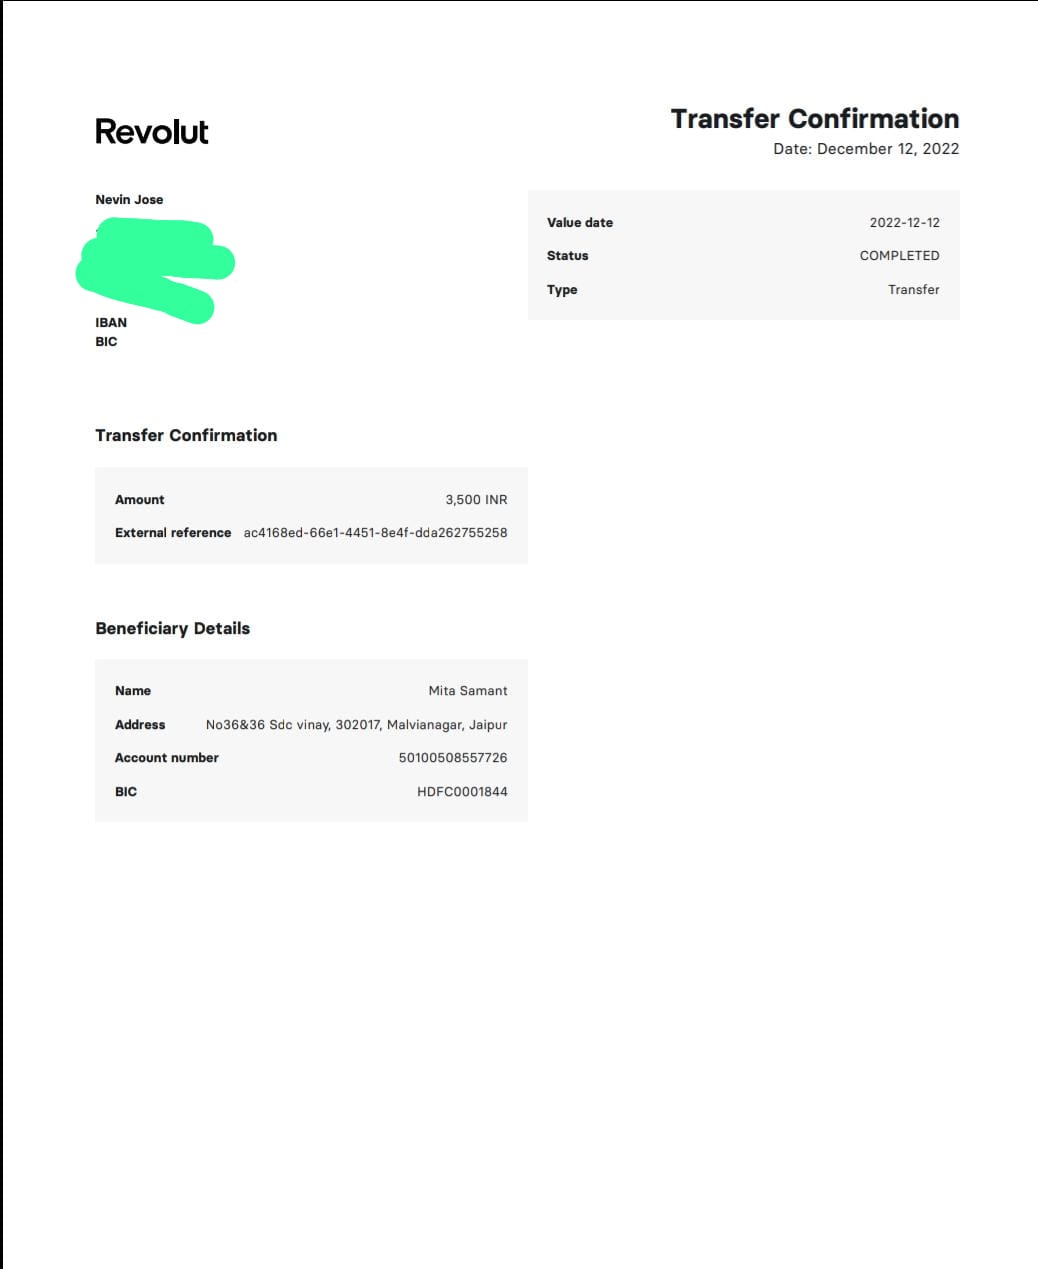 Revolut
Transfer Confirmation
Date: December 12, 2022
Nevin Jose
IBAN
BIC
Value date 2022-12-12
Status COMPLETED
Type Transfer
Transfer Confirmation
Amount 3,500 INR
External reference ac4168ed-66e1-4451-8e4f-dda262755258
Beneficiary Details
Name Mita Samant
Address No36&36 Sdc vinay, 302017, Malvianagar, Jaipur
Account number 50100508557726
BIC HDFC0001844